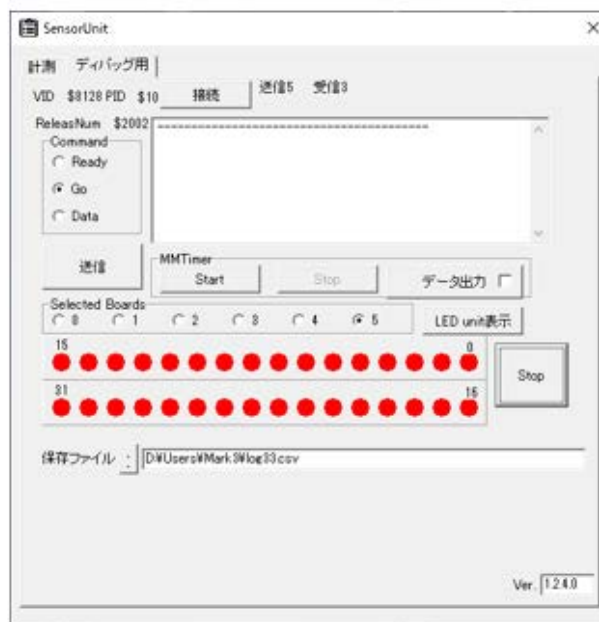 SensorUnit
計測 ディバッグ用
VID $8128 PID $10 接続 送信5 受信3
ReleasNum $2002 ----------------------------------------
Command
Ready
Go
Data
送信
MMTimer
Start Stop データ出力
Selected Boards
0 1 2 3 4 5 LED unit表示
15 0
Stop
31 16
保存ファイル : D¥Users¥Mark3¥log33.csv
Ver. 1.2.4.0